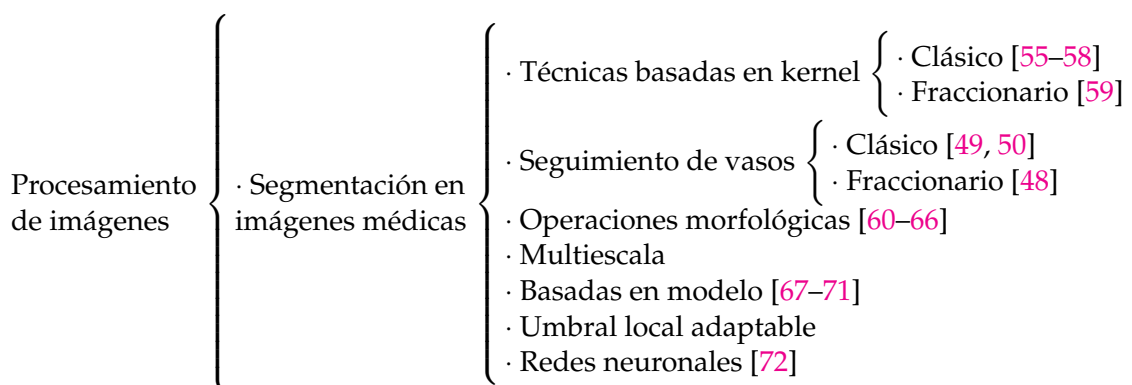 Procesamiento
de imágenes
· Segmentación en
imágenes médicas
· Técnicas basadas en kernel
· Clásico [55–58]
· Fraccionario [59]
· Seguimiento de vasos
· Clásico [49, 50]
· Fraccionario [48]
· Operaciones morfológicas [60–66]
· Multiescala
· Basadas en modelo [67–71]
· Umbral local adaptable
· Redes neuronales [72]